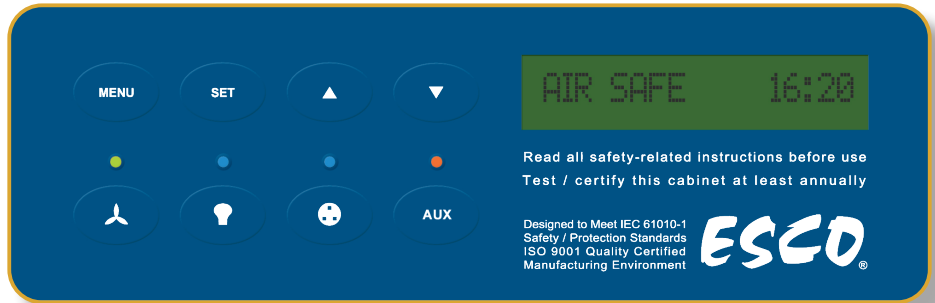 MENU
SET
AUX
AIR SAFE 16:20
Read all safety-related instructions before use
Test / certify this cabinet at least annually
Designed to Meet IEC 61010-1
Safety / Protection Standards
ISO 9001 Quality Certified
Manufacturing Environment
ESCO®